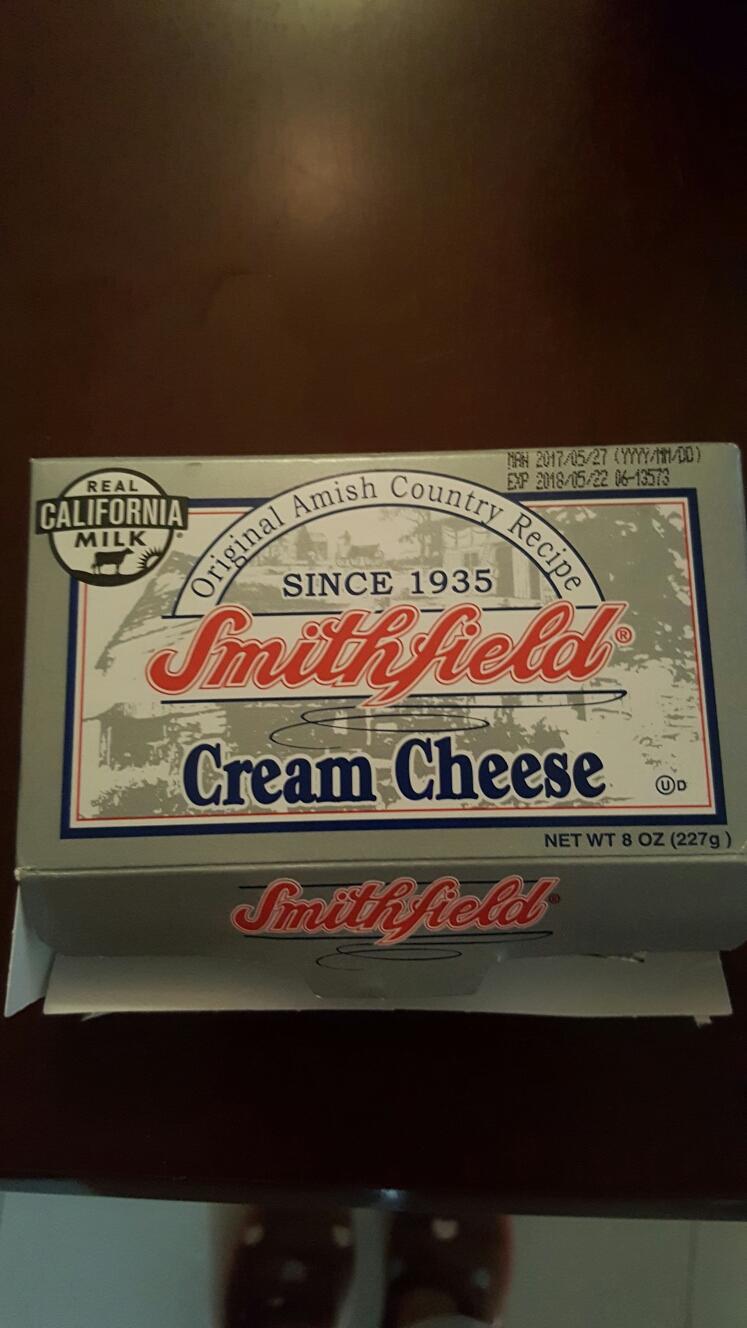 MAN 2017/05/27 (YYYY/MM/DD)
EXP 2018/05/22 06-13573
REAL
CALIFORNIA
MILK
Original Amish Country Recipe
SINCE 1935
Smithfield®
Cream Cheese
Ⓤ D
NET WT 8 OZ (227g)
Smithfield®